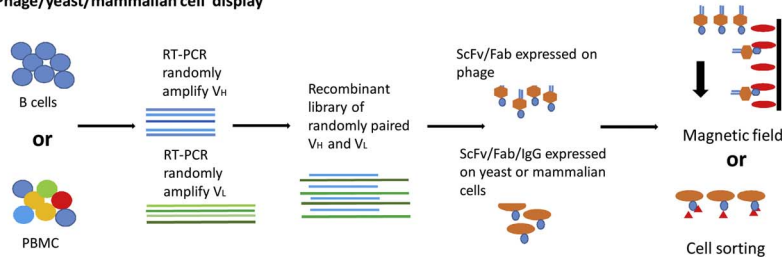 Phage/yeast/mammalian cell display
B cells
or
PBMC
RT-PCR
randomly
amplify VH
RT-PCR
randomly
amplify VL
Recombinant
library of
randomly paired
VH and VL
ScFv/Fab expressed on
phage
ScFv/Fab/IgG expressed
on yeast or mammalian
cells
Magnetic field
or
Cell sorting